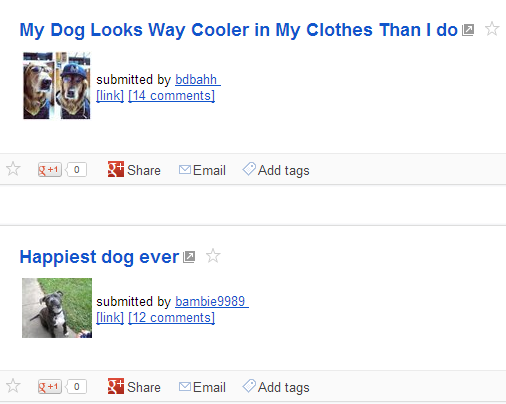 My Dog Looks Way Cooler in My Clothes Than I do
submitted by bdbahh
[link] [14 comments]
g +1 0 g+ Share Email Add tags
Happiest dog ever
submitted by bambie9989
[link] [12 comments]
g +1 0 g+ Share Email Add tags